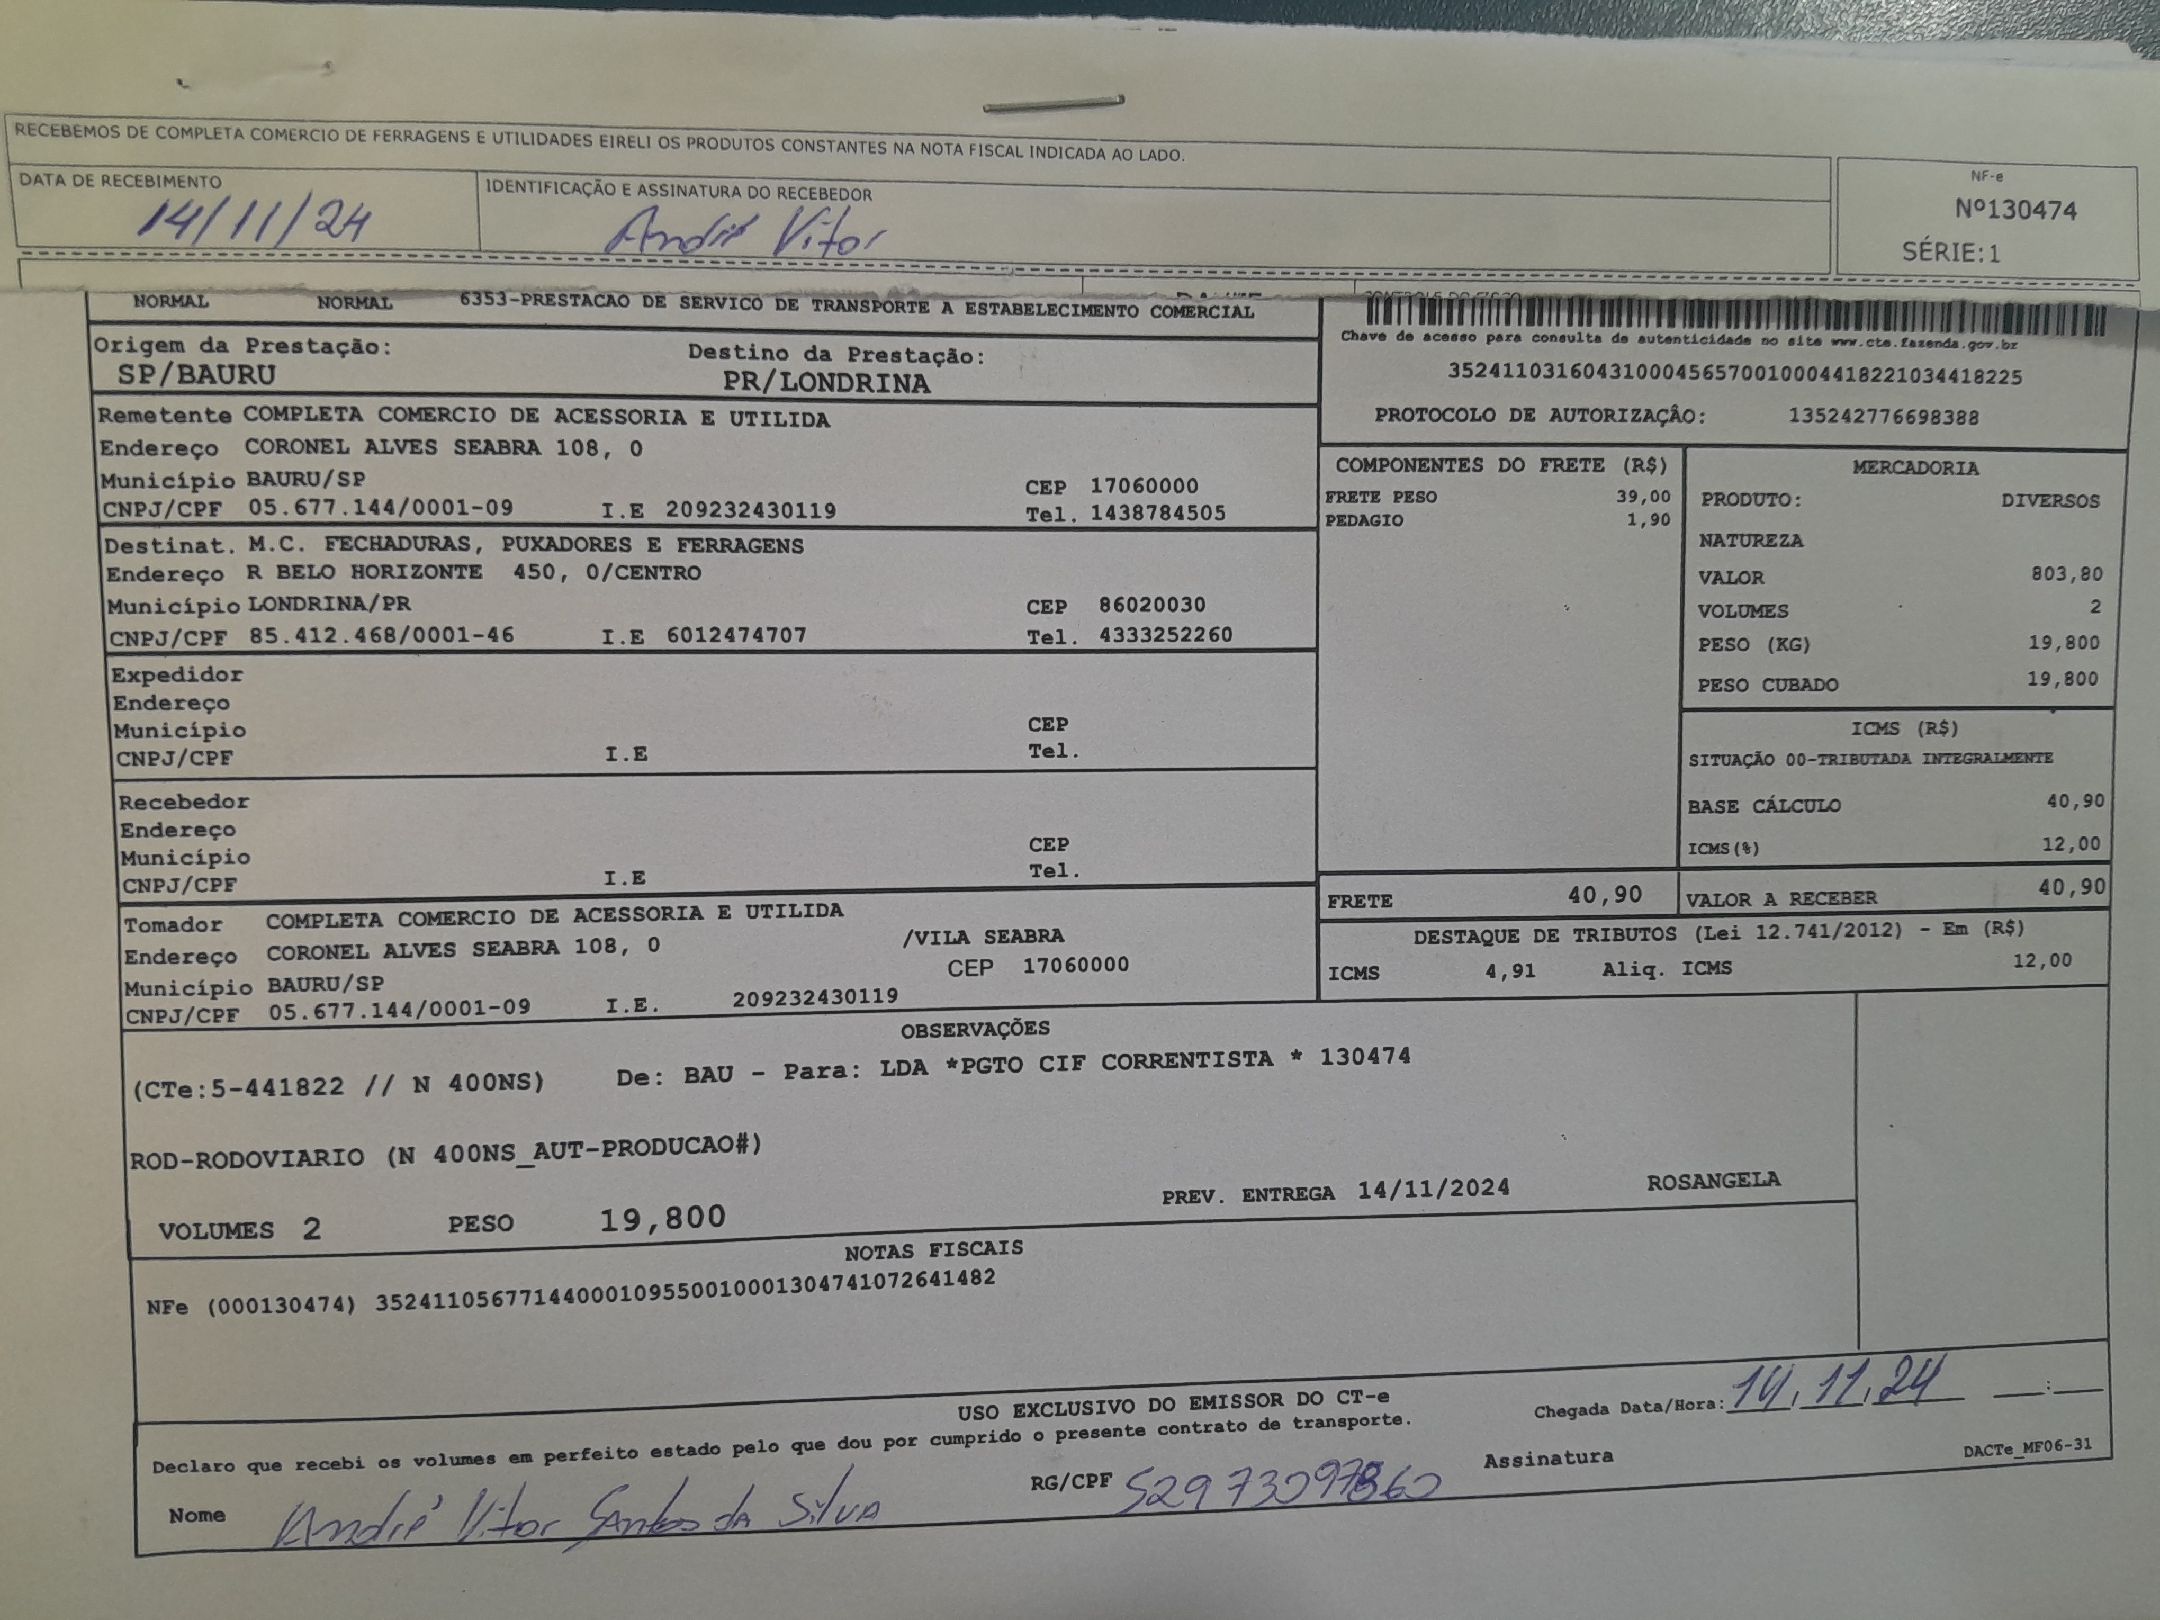 RECEBEMOS DE COMPLETA COMERCIO DE FERRAGENS E UTILIDADES EIRELI OS PRODUTOS CONSTANTES NA NOTA FISCAL INDICADA AO LADO.
DATA DE RECEBIMENTO
14/11/24
IDENTIFICAÇÃO E ASSINATURA DO RECEBEDOR
André Vitor
NF-e
Nº130474
SÉRIE:1
NORMAL NORMAL 6353-PRESTACAO DE SERVICO DE TRANSPORTE A ESTABELECIMENTO COMERCIAL
Origem da Prestação: Destino da Prestação:
SP/BAURU PR/LONDRINA
Chave de acesso para consulta de autenticidade no site www.cte.fazenda.gov.br
35241103160431000456570010004418221034418225
PROTOCOLO DE AUTORIZAÇÃO: 135242776698388
Remetente COMPLETA COMERCIO DE ACESSORIA E UTILIDA
Endereço CORONEL ALVES SEABRA 108, 0
Município BAURU/SP CEP 17060000
CNPJ/CPF 05.677.144/0001-09 I.E 209232430119 Tel. 1438784505
Destinat. M.C. FECHADURAS, PUXADORES E FERRAGENS
Endereço R BELO HORIZONTE 450, 0/CENTRO
Município LONDRINA/PR CEP 86020030
CNPJ/CPF 85.412.468/0001-46 I.E 6012474707 Tel. 4333252260
Expedidor
Endereço
Município CEP
CNPJ/CPF I.E Tel.
Recebedor
Endereço
Município CEP
CNPJ/CPF I.E Tel.
Tomador COMPLETA COMERCIO DE ACESSORIA E UTILIDA
Endereço CORONEL ALVES SEABRA 108, 0 /VILA SEABRA
Município BAURU/SP CEP 17060000
CNPJ/CPF 05.677.144/0001-09 I.E. 209232430119
COMPONENTES DO FRETE (R$)
FRETE PESO 39,00
PEDAGIO 1,90
MERCADORIA
PRODUTO: DIVERSOS
NATUREZA
VALOR 803,80
VOLUMES 2
PESO (KG) 19,800
PESO CUBADO 19,800
ICMS (R$)
SITUAÇÃO 00-TRIBUTADA INTEGRALMENTE
BASE CÁLCULO 40,90
ICMS(%) 12,00
FRETE 40,90 VALOR A RECEBER 40,90
DESTAQUE DE TRIBUTOS (Lei 12.741/2012) - Em (R$)
ICMS 4,91 Aliq. ICMS 12,00
OBSERVAÇÕES
(CTe:5-441822 // N 400NS) De: BAU - Para: LDA *PGTO CIF CORRENTISTA * 130474
ROD-RODOVIARIO (N 400NS_AUT-PRODUCAO#)
VOLUMES 2 PESO 19,800 PREV. ENTREGA 14/11/2024 ROSANGELA
NOTAS FISCAIS
NFe (000130474) 35241105677144000109550010001304741072641482
USO EXCLUSIVO DO EMISSOR DO CT-e
Chegada Data/Hora: 14,11,24 __:__
Declaro que recebi os volumes em perfeito estado pelo que dou por cumprido o presente contrato de transporte.
Nome André Vitor Santos da Silva RG/CPF Assinatura
DACTe_MF06-31